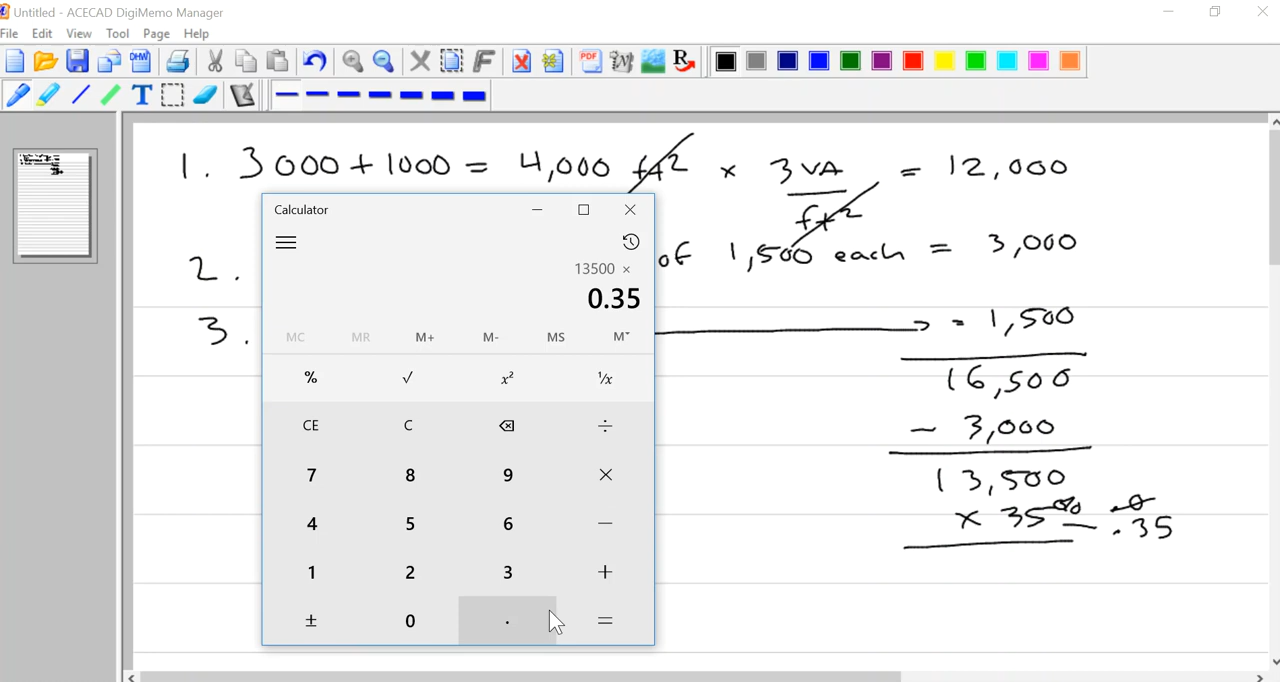 Untitled - ACECAD DigiMemo Manager
File Edit View Tool Page Help
1. 3000 + 1000 = 4,000 ft² × 3 VA / ft² = 12,000
2. of 1,500 each = 3,000
3. = 1,500
16,500
- 3,000
13,500
× 35% .35
Calculator
13500 ×
0.35
MC MR M+ M- MS M˅
% √ x² ¹/x
CE C ⌫ ÷
7 8 9 ×
4 5 6 −
1 2 3 +
± 0 . =